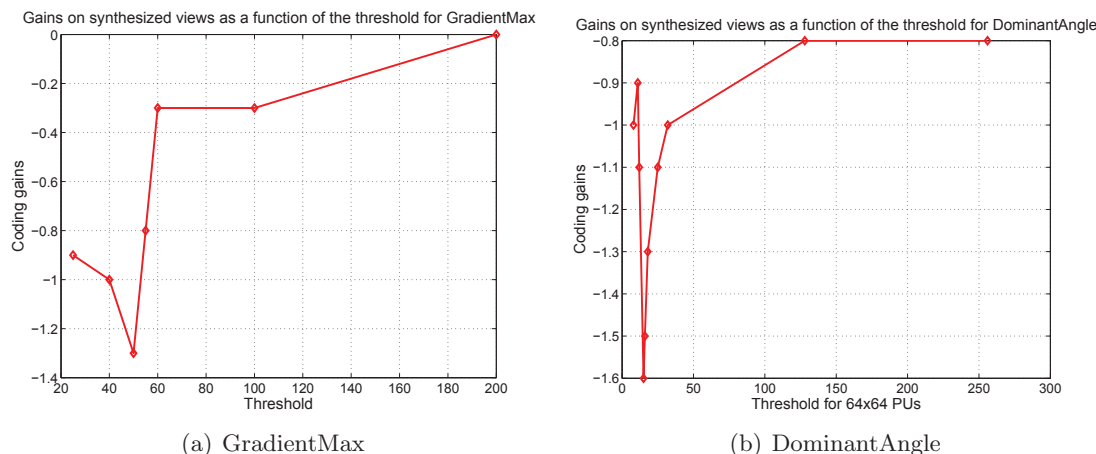 Gains on synthesized views as a function of the threshold for GradientMax
0
−0.2
−0.4
−0.6
−0.8
−1
−1.2
−1.4
Coding gains
20 40 60 80 100 120 140 160 180 200
Threshold
(a) GradientMax
Gains on synthesized views as a function of the threshold for DominantAngle
−0.8
−0.9
−1
−1.1
−1.2
−1.3
−1.4
−1.5
−1.6
Coding gains
0 50 100 150 200 250 300
Threshold for 64x64 PUs
(b) DominantAngle